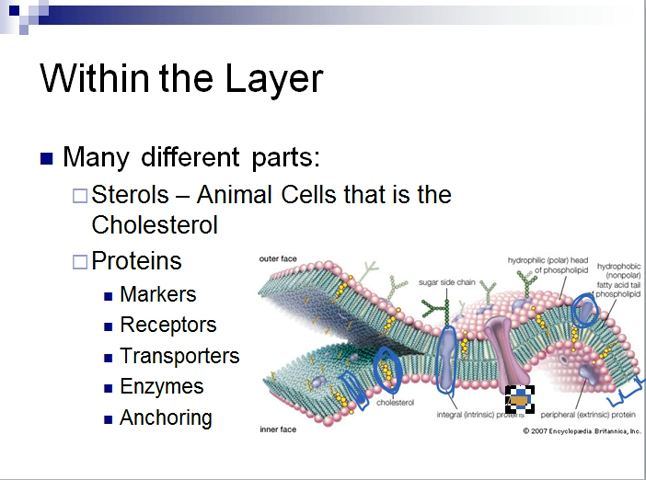 Within the Layer
Many different parts:
Sterols – Animal Cells that is the
Cholesterol
Proteins
Markers
Receptors
Transporters
Enzymes
Anchoring
outer face
sugar side chain
hydrophilic (polar) head
of phospholipid
hydrophobic
(nonpolar)
fatty acid tail
of phospholipid
cholesterol
integral (intrinsic) proteins
peripheral (extrinsic) protein
inner face
© 2007 Encyclopædia Britannica, Inc.